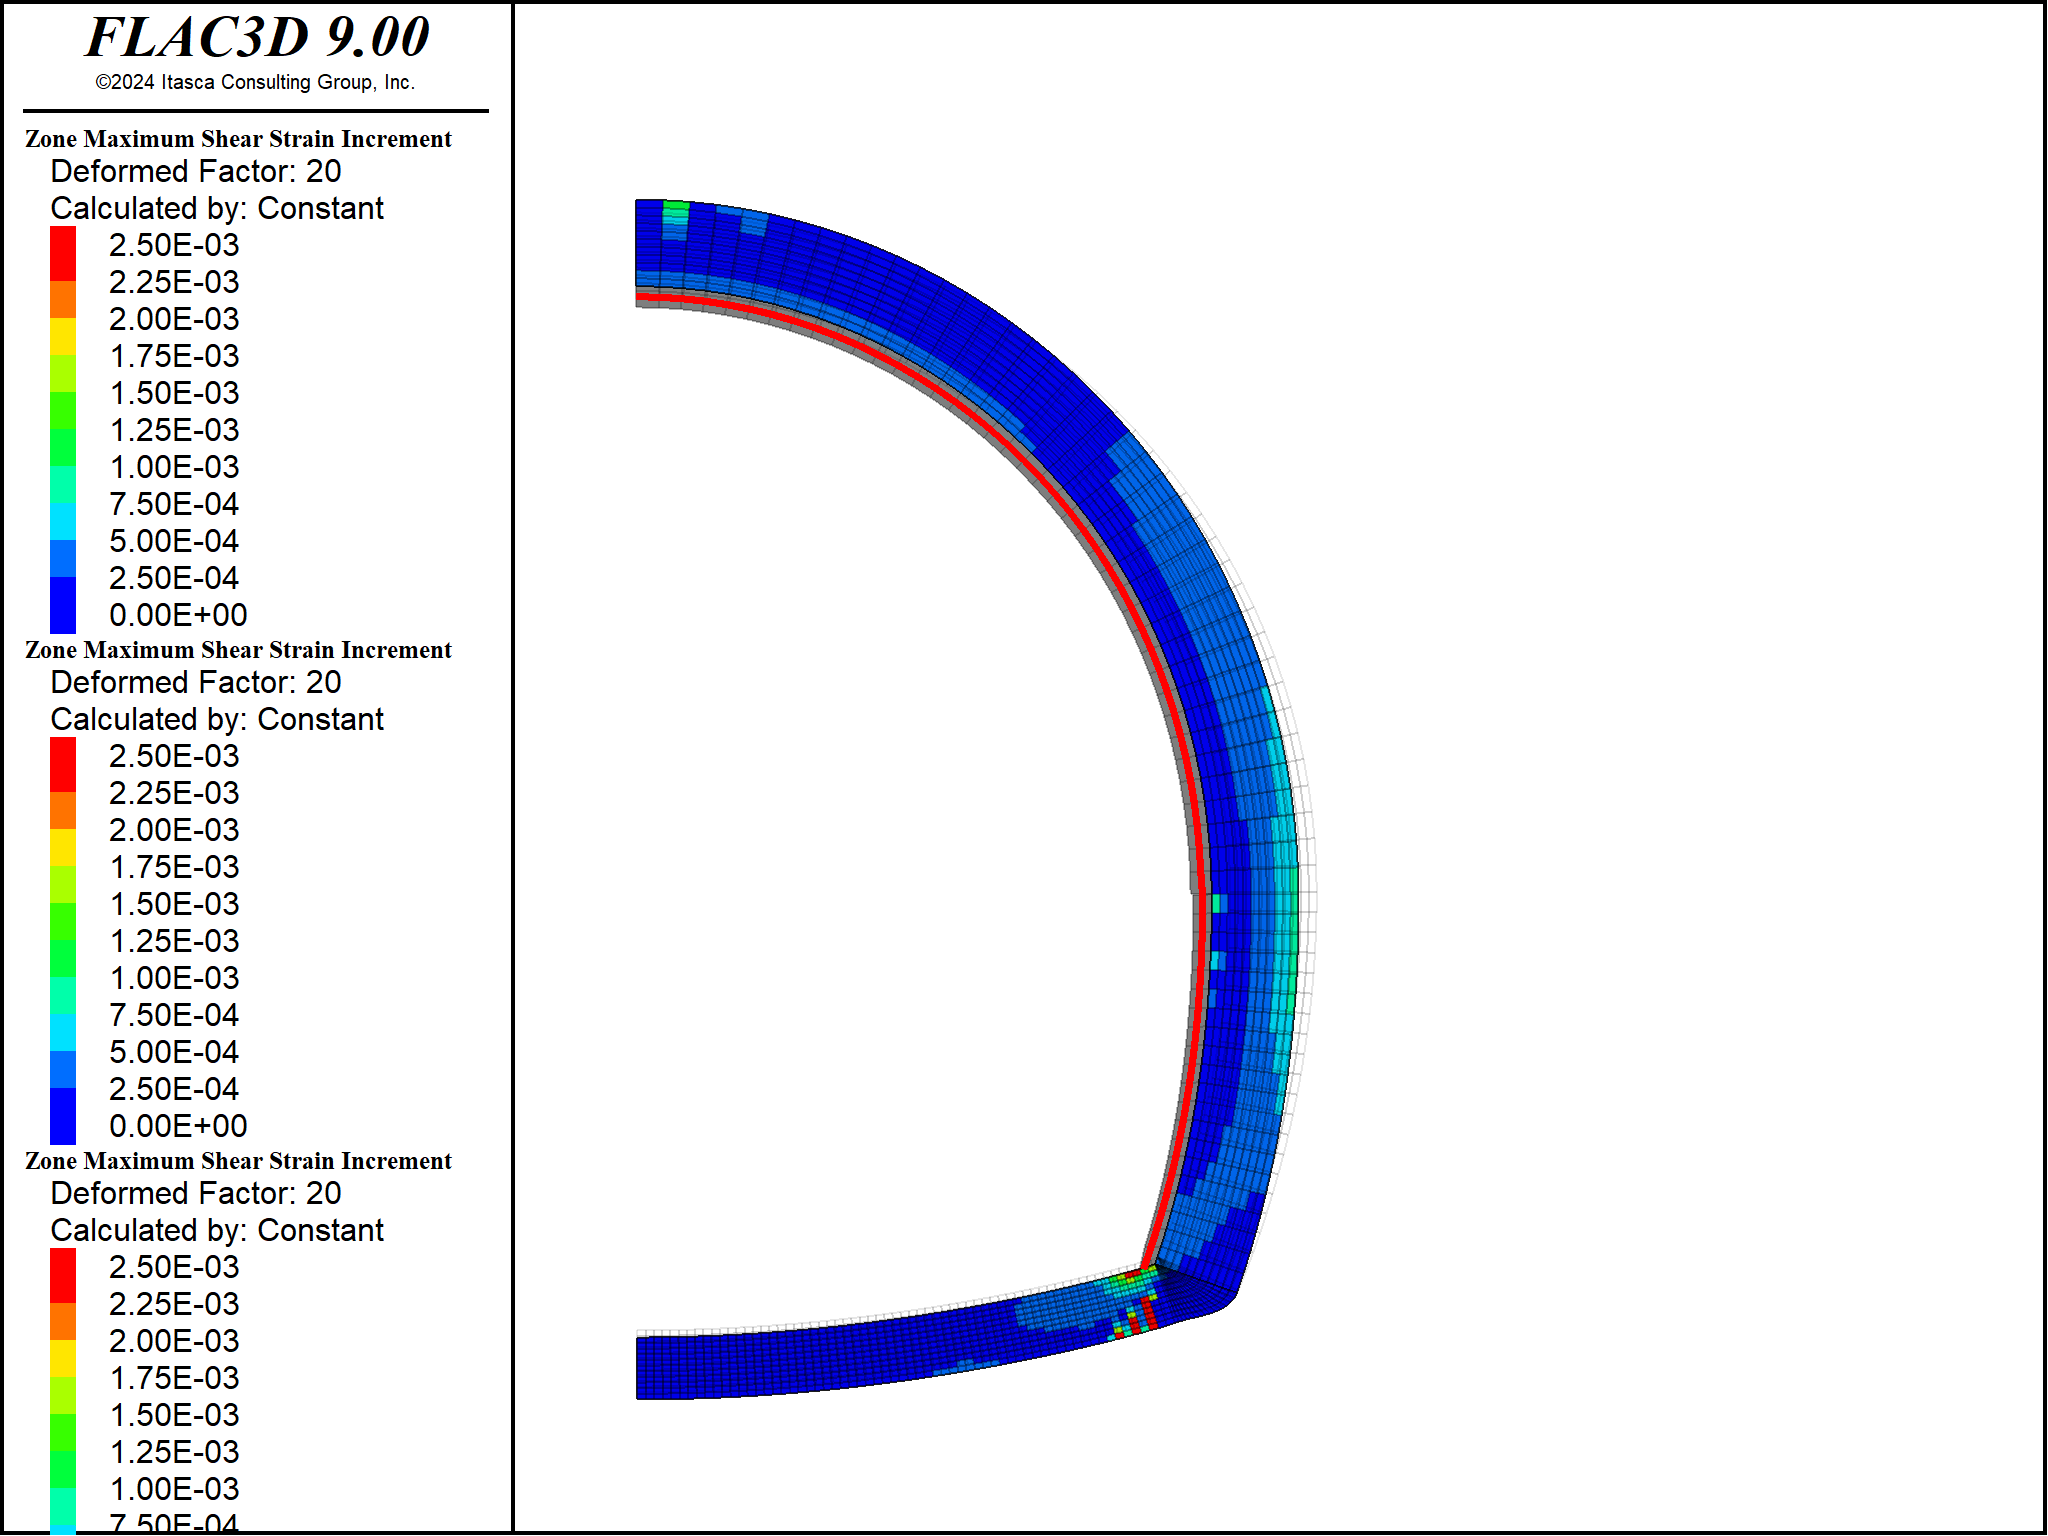 FLAC3D 9.00
©2024 Itasca Consulting Group, Inc.
Zone Maximum Shear Strain Increment
Deformed Factor: 20
Calculated by: Constant
2.50E-03
2.25E-03
2.00E-03
1.75E-03
1.50E-03
1.25E-03
1.00E-03
7.50E-04
5.00E-04
2.50E-04
0.00E+00
Zone Maximum Shear Strain Increment
Deformed Factor: 20
Calculated by: Constant
2.50E-03
2.25E-03
2.00E-03
1.75E-03
1.50E-03
1.25E-03
1.00E-03
7.50E-04
5.00E-04
2.50E-04
0.00E+00
Zone Maximum Shear Strain Increment
Deformed Factor: 20
Calculated by: Constant
2.50E-03
2.25E-03
2.00E-03
1.75E-03
1.50E-03
1.25E-03
1.00E-03
7.50E-04